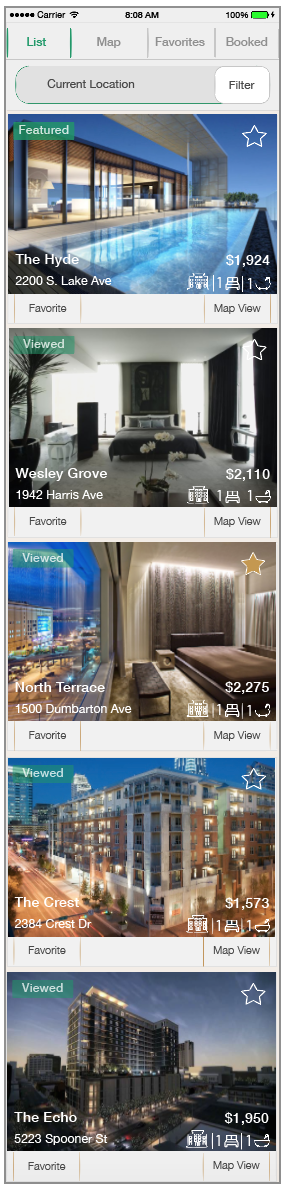 Carrier 8:08 AM 100%
List Map Favorites Booked
Current Location Filter
Featured
The Hyde $1,924
2200 S. Lake Ave 1 1
Favorite Map View
Viewed
Wesley Grove $2,110
1942 Harris Ave 1 1
Favorite Map View
Viewed
North Terrace $2,275
1500 Dumbarton Ave 1 1
Favorite Map View
Viewed
The Crest $1,573
2384 Crest Dr 1 1
Favorite Map View
Viewed
The Echo $1,950
5223 Spooner St 1 1
Favorite Map View